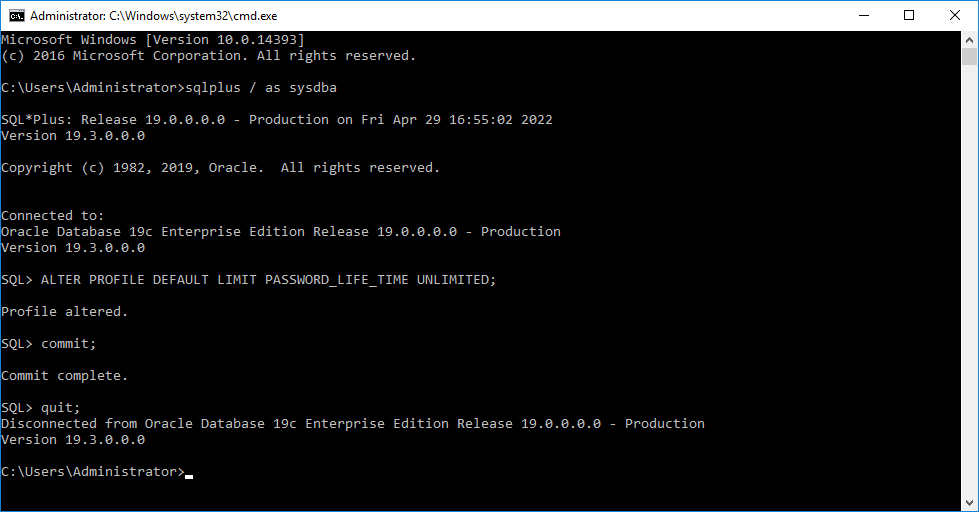 Administrator: C:\Windows\system32\cmd.exe
Microsoft Windows [Version 10.0.14393]
(c) 2016 Microsoft Corporation. All rights reserved.
C:\Users\Administrator>sqlplus / as sysdba
SQL*Plus: Release 19.0.0.0.0 - Production on Fri Apr 29 16:55:02 2022
Version 19.3.0.0.0
Copyright (c) 1982, 2019, Oracle.  All rights reserved.
Connected to:
Oracle Database 19c Enterprise Edition Release 19.0.0.0.0 - Production
Version 19.3.0.0.0
SQL> ALTER PROFILE DEFAULT LIMIT PASSWORD_LIFE_TIME UNLIMITED;
Profile altered.
SQL> commit;
Commit complete.
SQL> quit;
Disconnected from Oracle Database 19c Enterprise Edition Release 19.0.0.0.0 - Production
Version 19.3.0.0.0
C:\Users\Administrator>